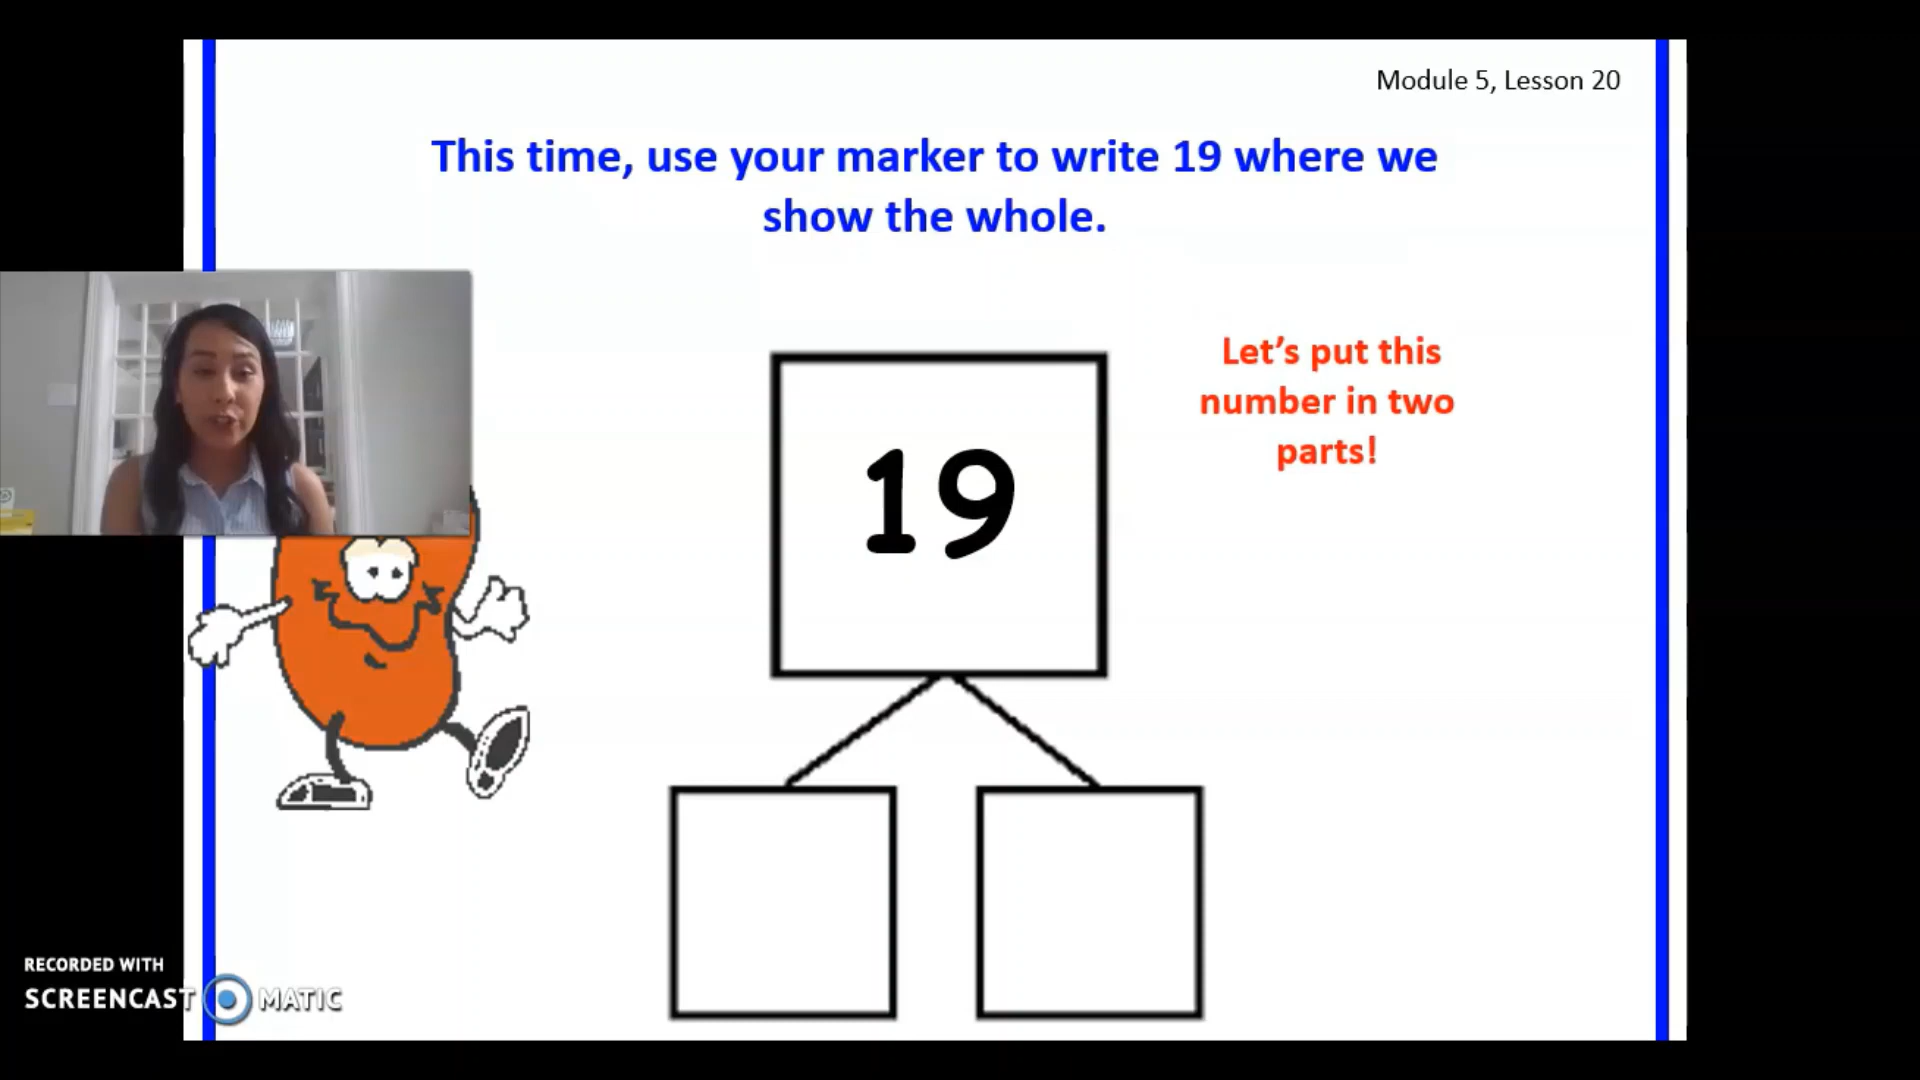 Module 5, Lesson 20
This time, use your marker to write 19 where we
show the whole.
Let’s put this
number in two
parts!
19
RECORDED WITH
SCREENCAST MATIC